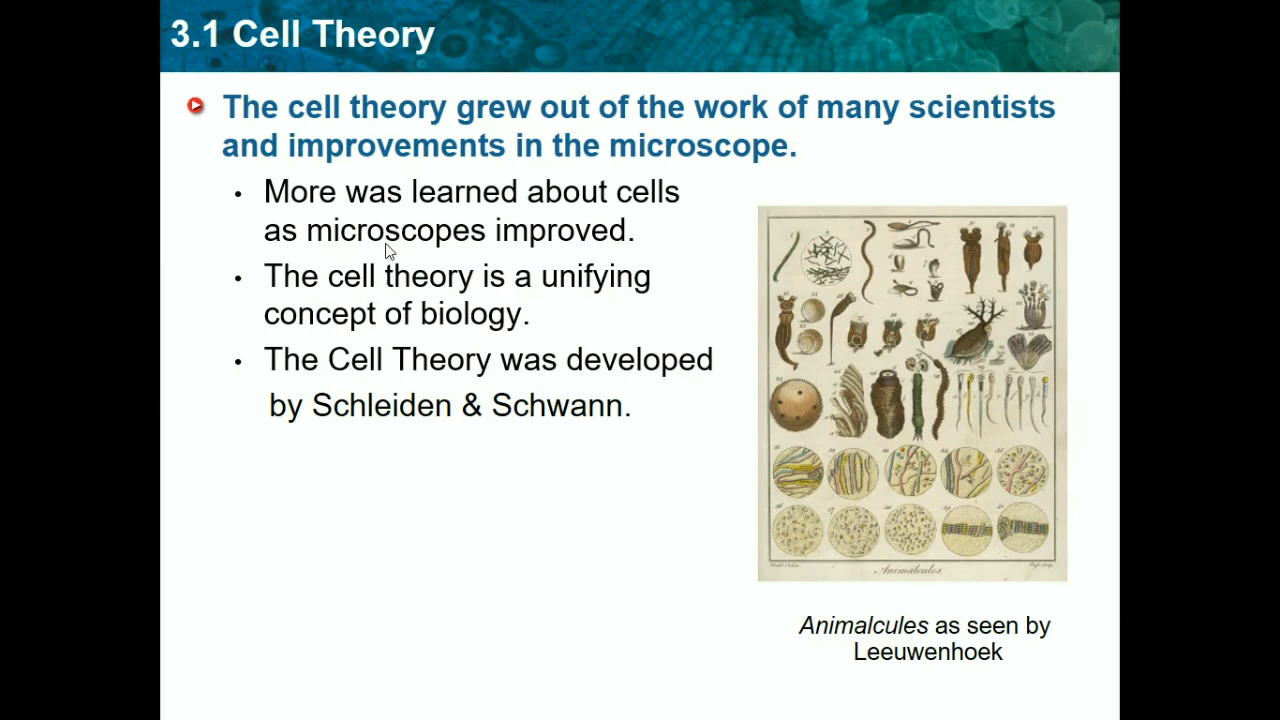 3.1 Cell Theory
The cell theory grew out of the work of many scientists
and improvements in the microscope.
• More was learned about cells
as microscopes improved.
• The cell theory is a unifying
concept of biology.
• The Cell Theory was developed
by Schleiden & Schwann.
Animalcules.
Animalcules as seen by
Leeuwenhoek